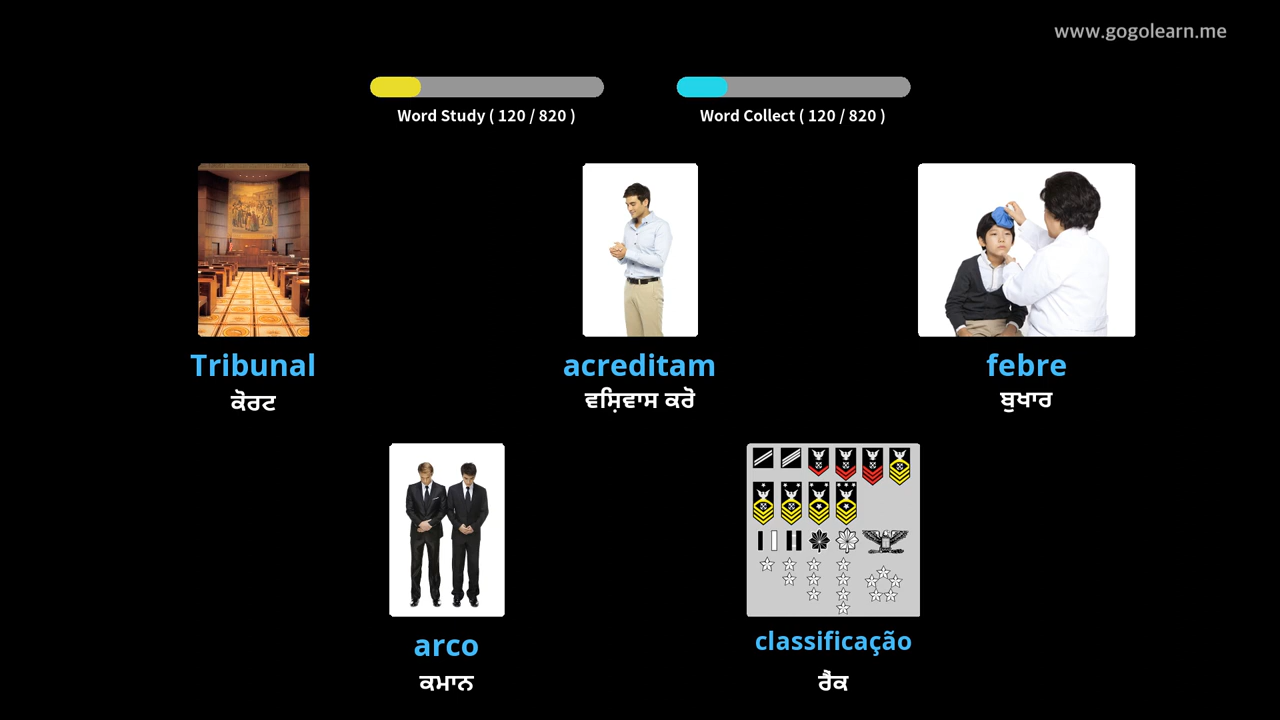 www.gogolearn.me
Word Study ( 120 / 820 )
Word Collect ( 120 / 820 )
Tribunal
ਕੋਰਟ
acreditam
ਵਸਿ਼ਵਾਸ ਕਰੋ
febre
ਬੁਖਾਰ
arco
ਕਮਾਨ
classificação
ਰੈਂਕ